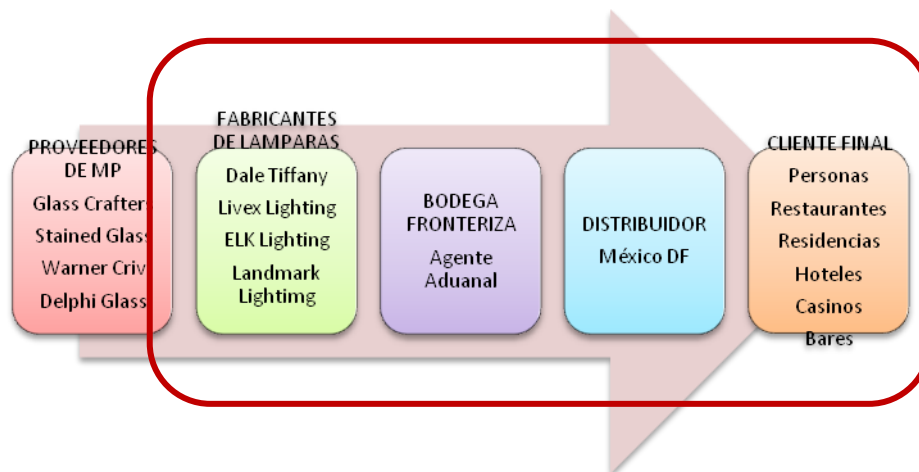 PROVEEDORES
DE MP
Glass Crafters
Stained Glass
Warner Criv
Delphi Glass
FABRICANTES
DE LAMPARAS
Dale Tiffany
Livex Lighting
ELK Lighting
Landmark
Lightimg
BODEGA
FRONTERIZA
Agente
Aduanal
DISTRIBUIDOR
México DF
CLIENTE FINAL
Personas
Restaurantes
Residencias
Hoteles
Casinos
Bares